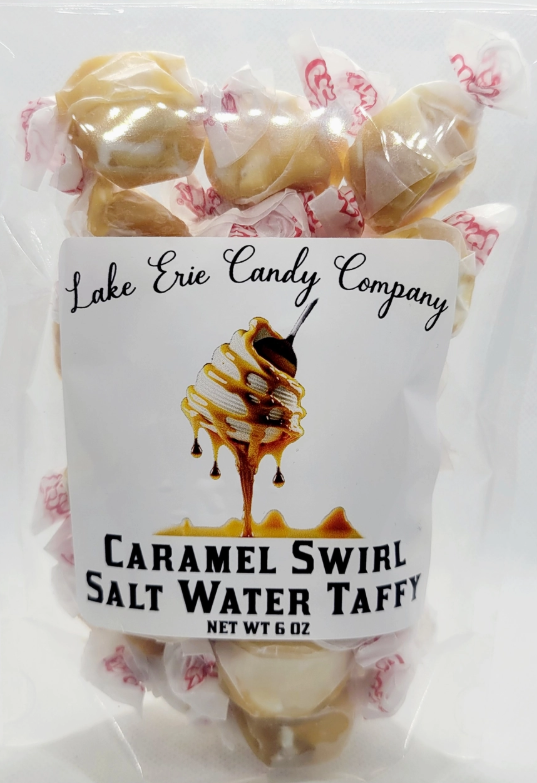 Lake Erie Candy Company
CARAMEL SWIRL
SALT WATER TAFFY
NET WT 6 OZ